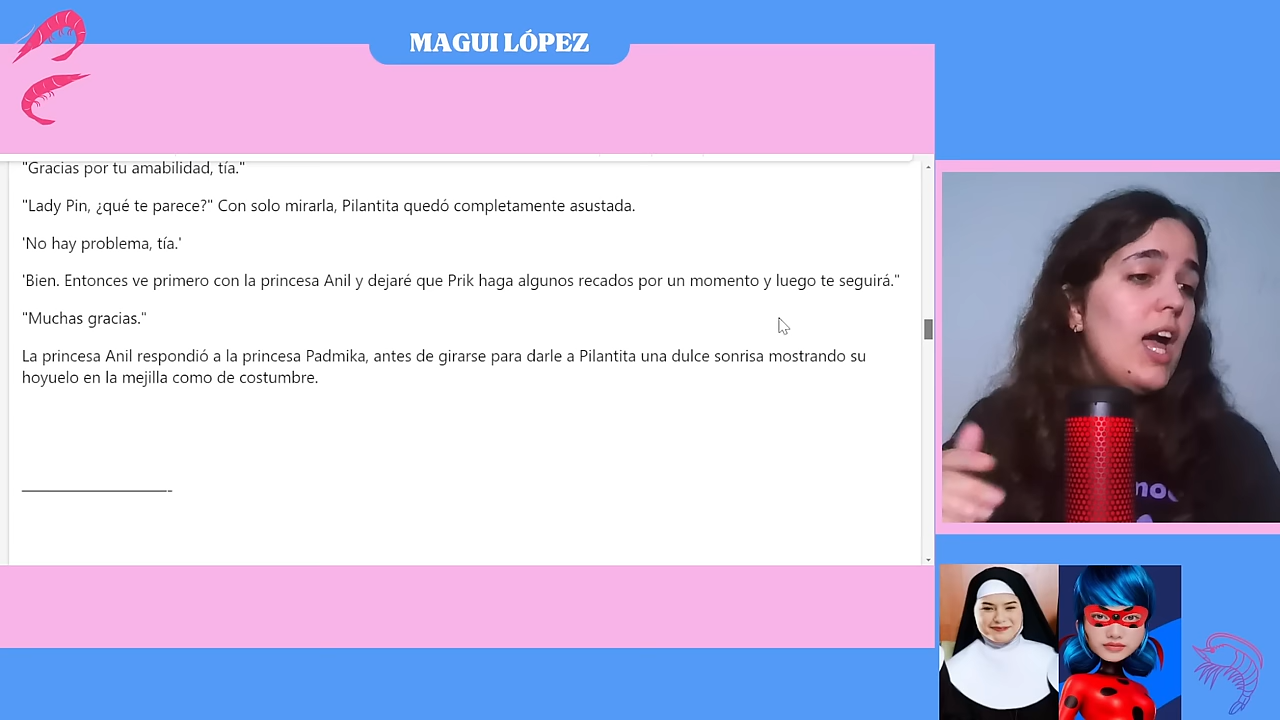 MAGUI LÓPEZ
"Gracias por tu amabilidad, tía."
"Lady Pin, ¿qué te parece?" Con solo mirarla, Pilantita quedó completamente asustada.
'No hay problema, tía.'
'Bien. Entonces ve primero con la princesa Anil y dejaré que Prik haga algunos recados por un momento y luego te seguirá."
"Muchas gracias."
La princesa Anil respondió a la princesa Padmika, antes de girarse para darle a Pilantita una dulce sonrisa mostrando su
hoyuelo en la mejilla como de costumbre.